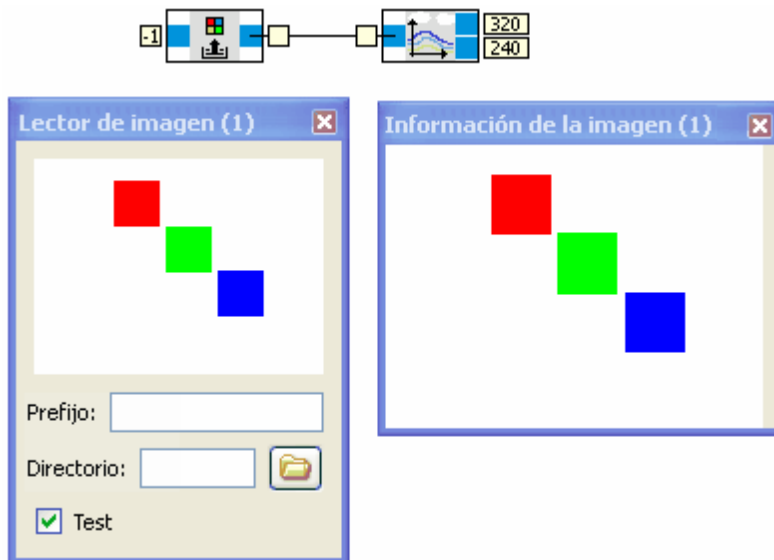 -1
320
240
Lector de imagen (1)
Información de la imagen (1)
Prefijo:
Directorio:
Test